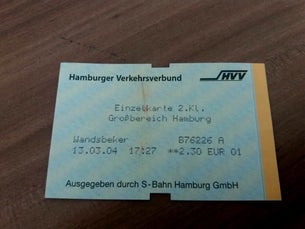 Hamburger Verkehrsverbund HVV
Einzelkarte 2.Kl.
Großbereich Hamburg
Wandsbeker B76226 A
13.03.04 17:27 **2.30 EUR 01
Ausgegeben durch S-Bahn Hamburg GmbH